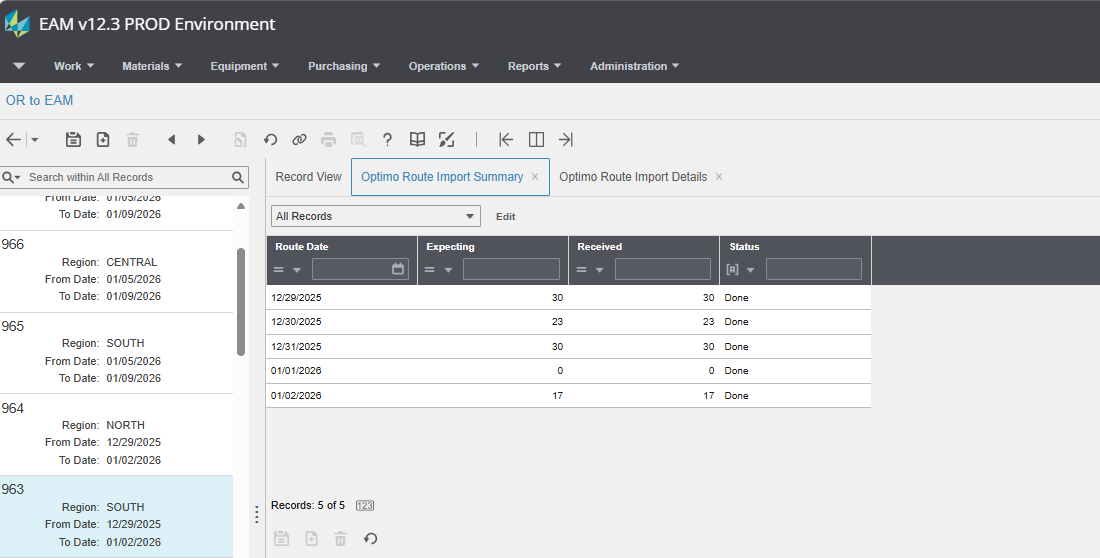 EAM v12.3 PROD Environment
Work Materials Equipment Purchasing Operations Reports Administration
OR to EAM
Search within All Records
From Date: 01/05/2026
To Date: 01/09/2026
966
Region: CENTRAL
From Date: 01/05/2026
To Date: 01/09/2026
965
Region: SOUTH
From Date: 01/05/2026
To Date: 01/09/2026
964
Region: NORTH
From Date: 12/29/2025
To Date: 01/02/2026
963
Region: SOUTH
From Date: 12/29/2025
To Date: 01/02/2026
Record View Optimo Route Import Summary × Optimo Route Import Details ×
All Records Edit
Route Date Expecting Received Status
= = = [a]
12/29/2025 30 30 Done
12/30/2025 23 23 Done
12/31/2025 30 30 Done
01/01/2026 0 0 Done
01/02/2026 17 17 Done
Records: 5 of 5 123